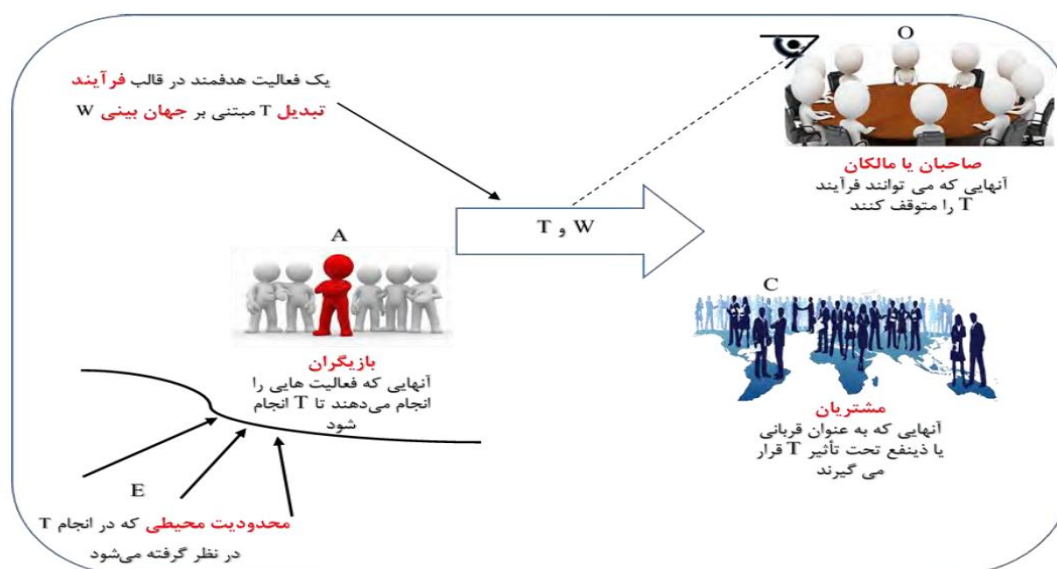 یک فعالیت هدفمند در قالب فرآیند
تبدیل T مبتنی بر جهان بینی W
O
صاحبان یا مالکان
آنهایی که می توانند فرآیند
T را متوقف کنند
T و W
A
بازیگران
آنهایی که فعالیت هایی را
انجام می‌دهند تا T انجام
شود
C
مشتریان
آنهایی که به عنوان قربانی
یا ذینفع تحت تأثیر T قرار
می گیرند
E
محدودیت محیطی که در انجام T
در نظر گرفته می‌شود